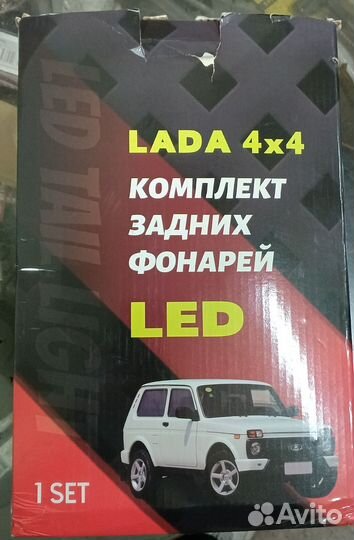 LED TAIL LIGHT
LADA 4x4
КОМПЛЕКТ
ЗАДНИХ
ФОНАРЕЙ
LED
1 SET
Avito